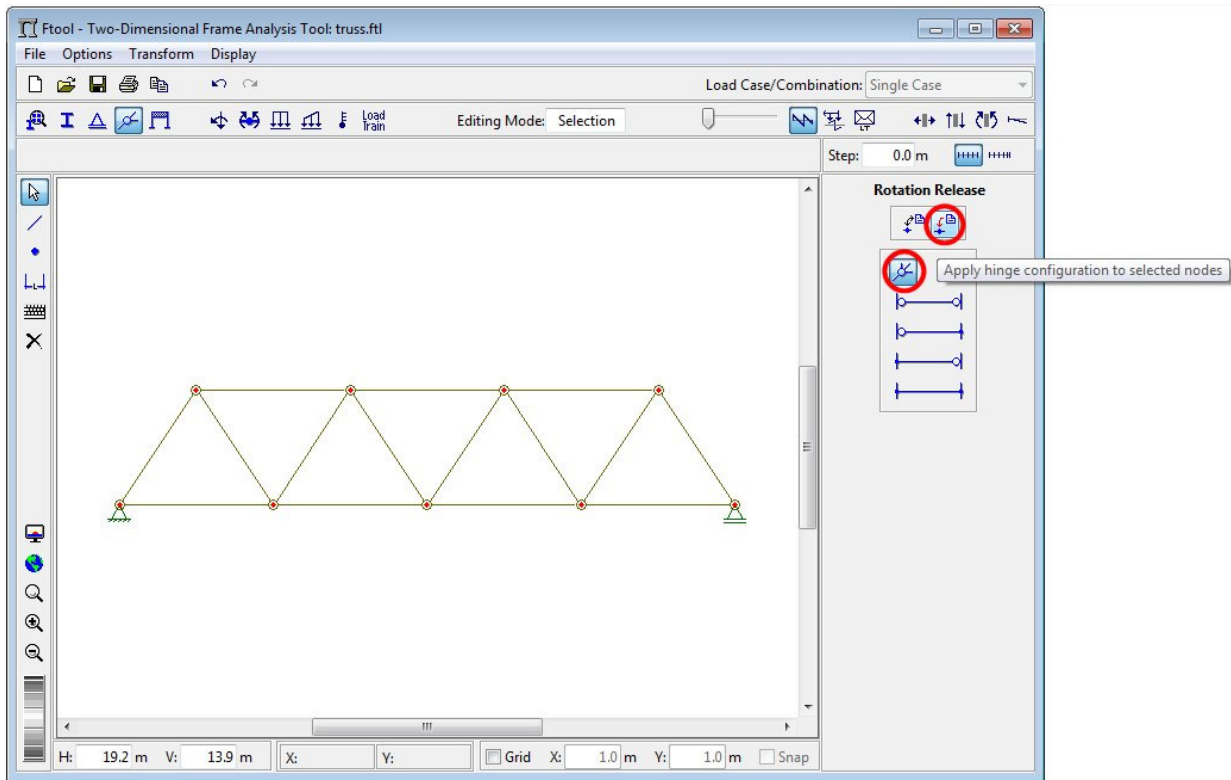 Ftool - Two-Dimensional Frame Analysis Tool: truss.ftl
File Options Transform Display
Load Case/Combination: Single Case
Load Train
Editing Mode: Selection
LT
Step: 0.0 m
Rotation Release
Apply hinge configuration to selected nodes
H: 19.2 m V: 13.9 m X: Y: Grid X: 1.0 m Y: 1.0 m Snap